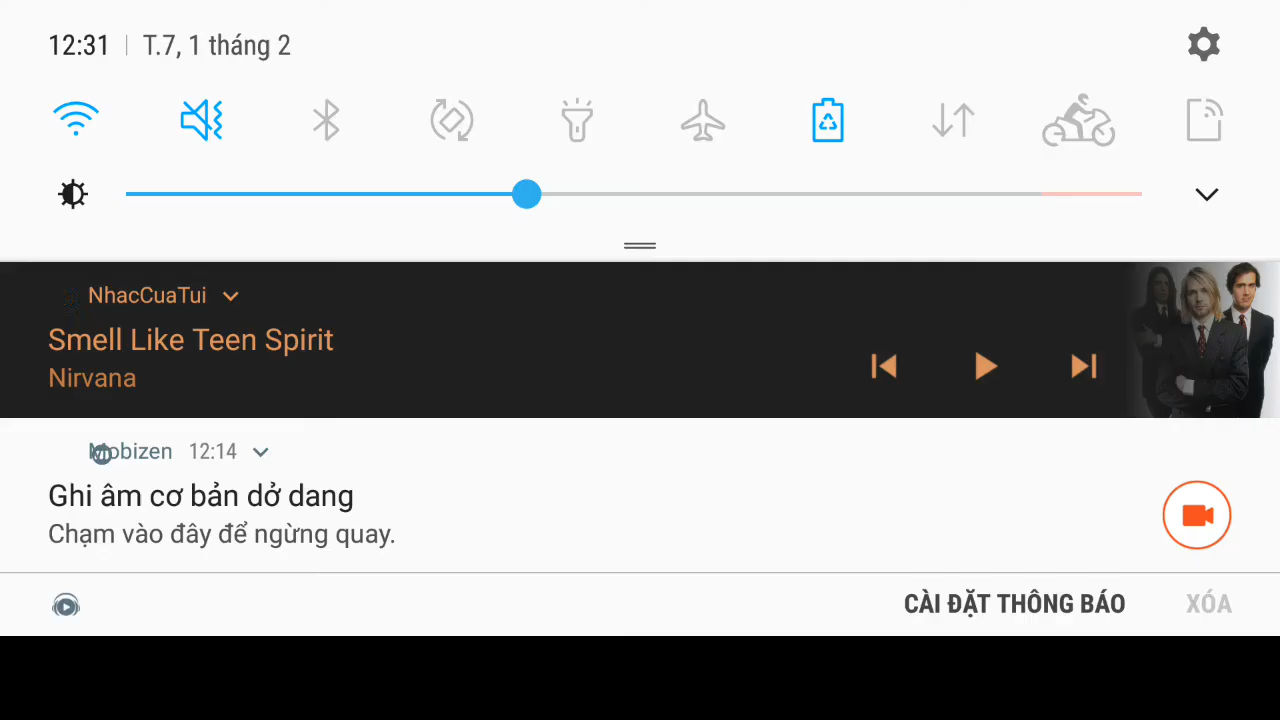 12:31 | T.7, 1 tháng 2
NhacCuaTui
Smell Like Teen Spirit
Nirvana
Mobizen 12:14
Ghi âm cơ bản dở dang
Chạm vào đây để ngừng quay.
CÀI ĐẶT THÔNG BÁO XÓA